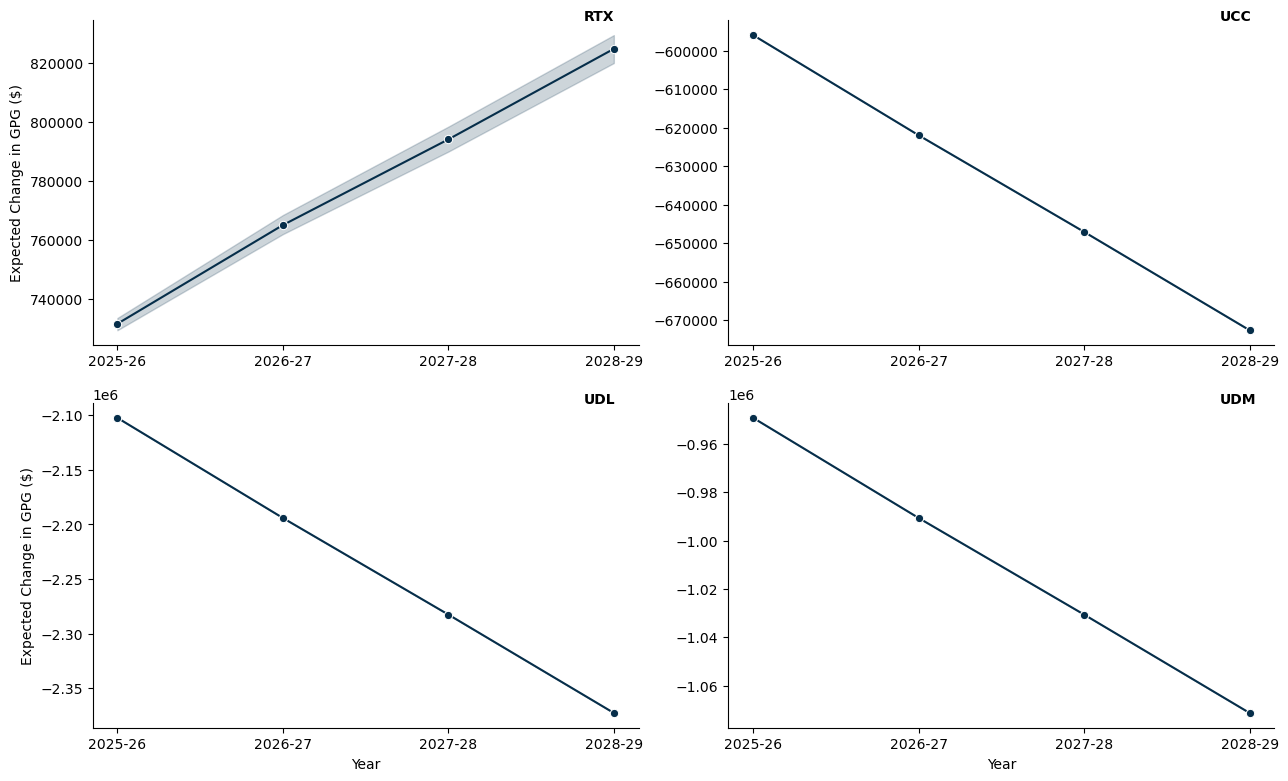 RTX
Expected Change in GPG ($)
820000
800000
780000
760000
740000
2025-26 2026-27 2027-28 2028-29
UCC
−600000
−610000
−620000
−630000
−640000
−650000
−660000
−670000
2025-26 2026-27 2027-28 2028-29
1e6
UDL
Expected Change in GPG ($)
−2.10
−2.15
−2.20
−2.25
−2.30
−2.35
2025-26 2026-27 2027-28 2028-29
Year
1e6
UDM
−0.96
−0.98
−1.00
−1.02
−1.04
−1.06
2025-26 2026-27 2027-28 2028-29
Year